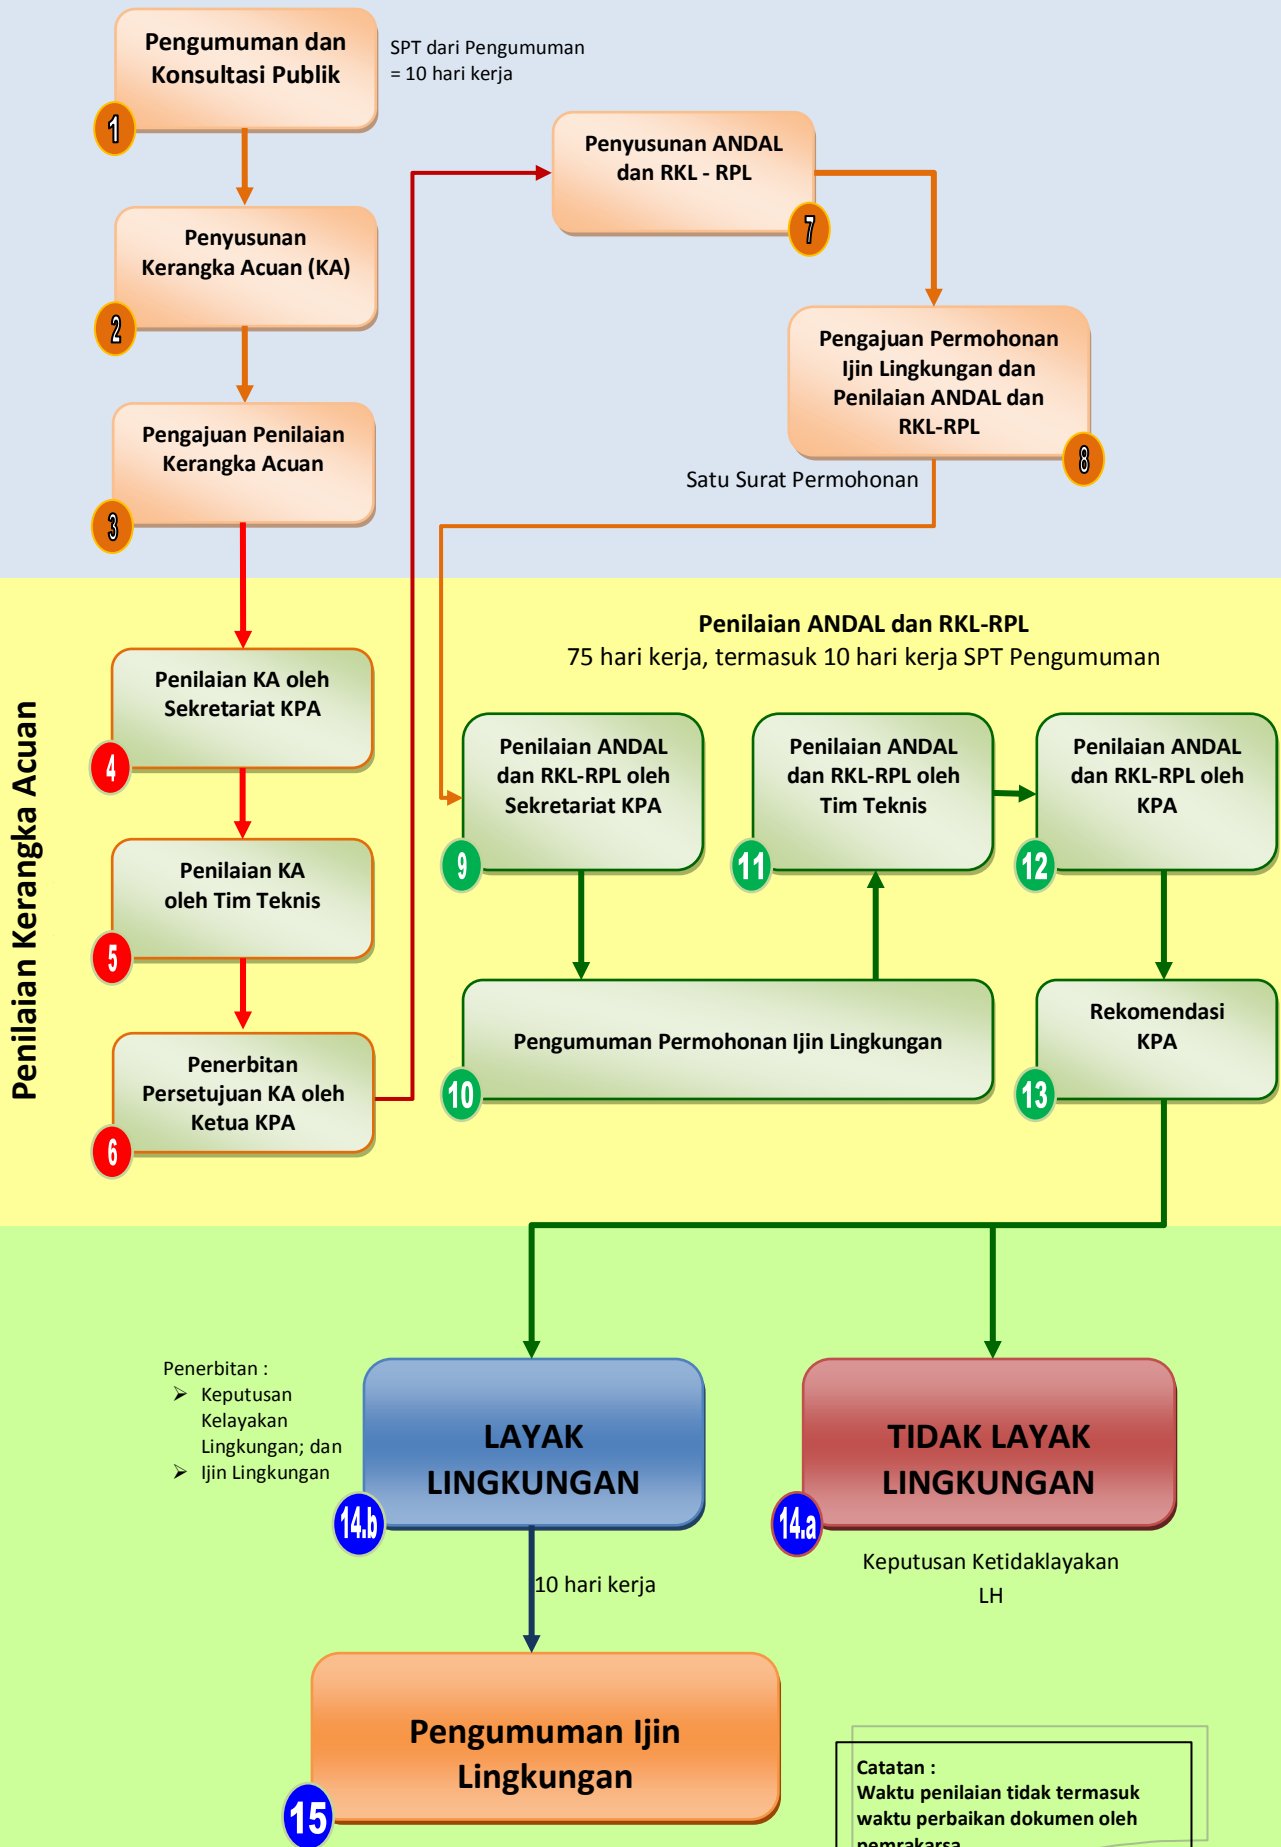 Pengumuman dan
Konsultasi Publik
1
SPT dari Pengumuman
= 10 hari kerja
Penyusunan
Kerangka Acuan (KA)
2
Pengajuan Penilaian
Kerangka Acuan
3
Penyusunan ANDAL
dan RKL - RPL
7
Pengajuan Permohonan
Ijin Lingkungan dan
Penilaian ANDAL dan
RKL-RPL
8
Satu Surat Permohonan
Penilaian Kerangka Acuan
Penilaian KA oleh
Sekretariat KPA
4
Penilaian KA
oleh Tim Teknis
5
Penerbitan
Persetujuan KA oleh
Ketua KPA
6
Penilaian ANDAL dan RKL-RPL
75 hari kerja, termasuk 10 hari kerja SPT Pengumuman
Penilaian ANDAL
dan RKL-RPL oleh
Sekretariat KPA
9
Pengumuman Permohonan Ijin Lingkungan
10
Penilaian ANDAL
dan RKL-RPL oleh
Tim Teknis
11
Penilaian ANDAL
dan RKL-RPL oleh
KPA
12
Rekomendasi
KPA
13
Penerbitan :
➢ Keputusan
Kelayakan
Lingkungan; dan
➢ Ijin Lingkungan
LAYAK
LINGKUNGAN
14.b
TIDAK LAYAK
LINGKUNGAN
14.a
Keputusan Ketidaklayakan
LH
10 hari kerja
Pengumuman Ijin
Lingkungan
15
Catatan :
Waktu penilaian tidak termasuk
waktu perbaikan dokumen oleh
pemrakarsa